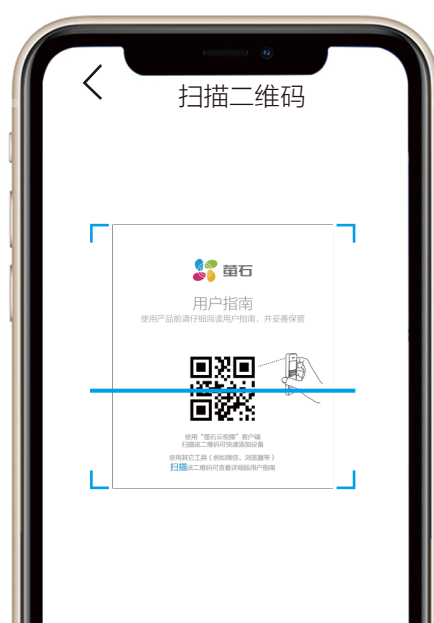 扫描二维码
萤石
用户指南
使用产品前请仔细阅读用户指南，并妥善保管
使用“萤石云视频”客户端
扫描该二维码可快速添加设备
使用其它工具（例如微信、浏览器等）
扫描该二维码可查看详细版用户指南